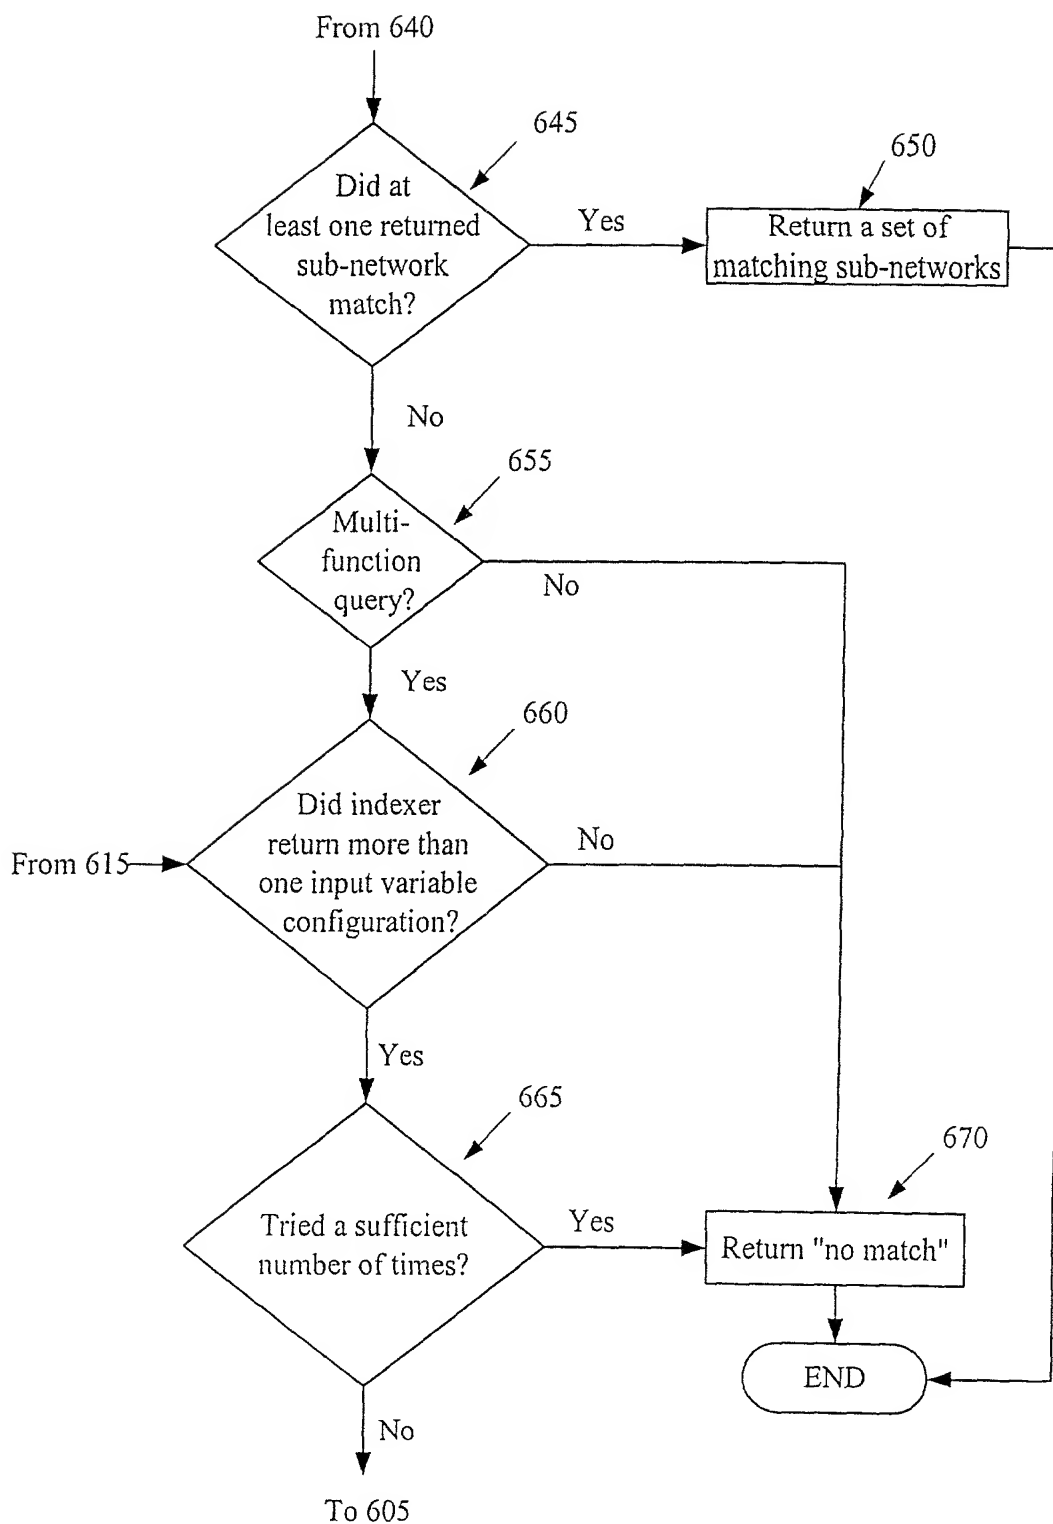 From 640
645
Did at
least one returned
sub-network
match?
Yes
650
Return a set of
matching sub-networks
No
655
Multi-
function
query?
No
Yes
660
Did indexer
return more than
one input variable
configuration?
No
From 615
Yes
665
Tried a sufficient
number of times?
Yes
670
Return "no match"
END
No
To 605